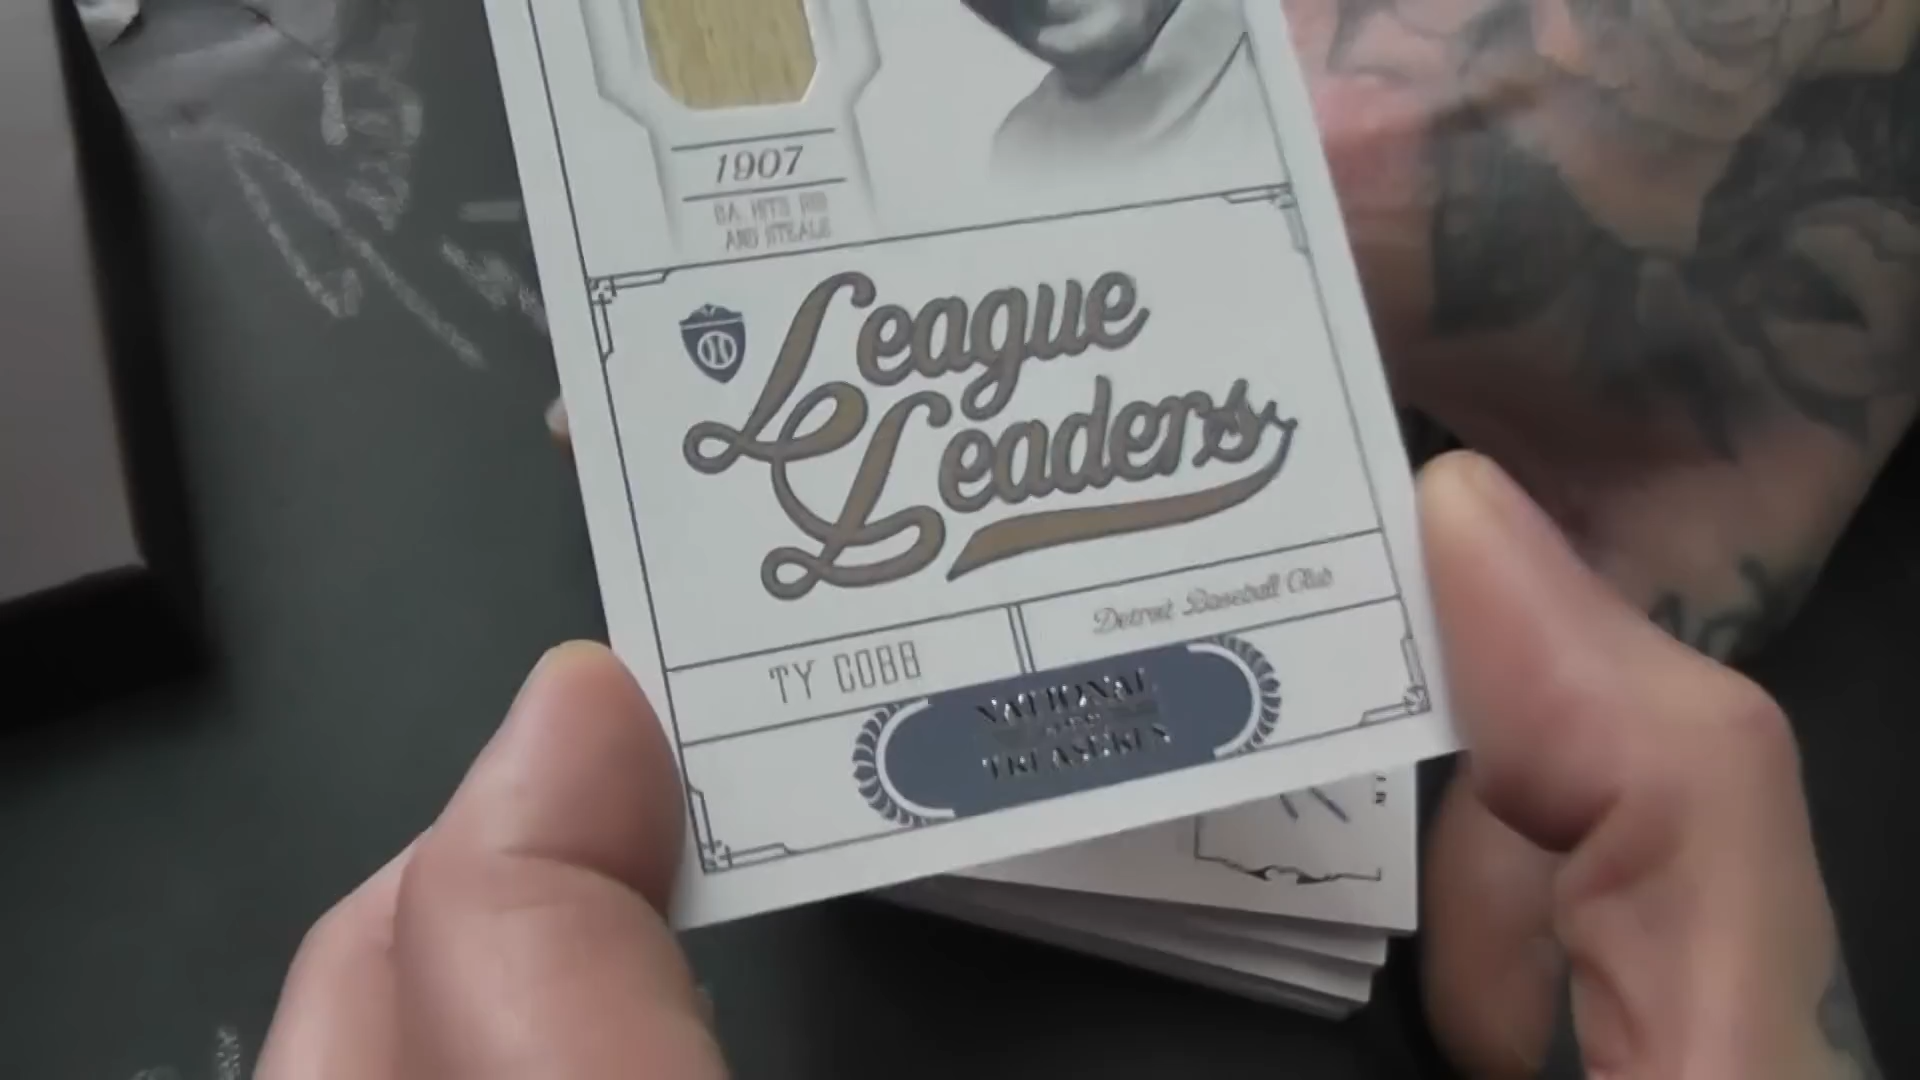 1907
BA, HITS, RBI
AND STEALS
League
Leaders
Detroit Baseball Club
TY COBB
NATIONAL
TREASURES